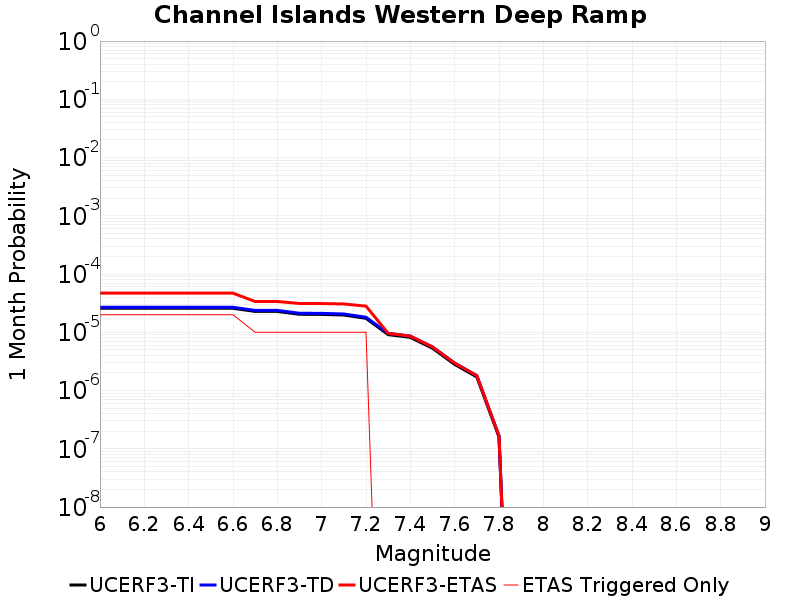 Channel Islands Western Deep Ramp
1 Month Probability
10^0
10^-1
10^-2
10^-3
10^-4
10^-5
10^-6
10^-7
10^-8
6 6.2 6.4 6.6 6.8 7 7.2 7.4 7.6 7.8 8 8.2 8.4 8.6 8.8 9
Magnitude
UCERF3-TI UCERF3-TD UCERF3-ETAS ETAS Triggered Only